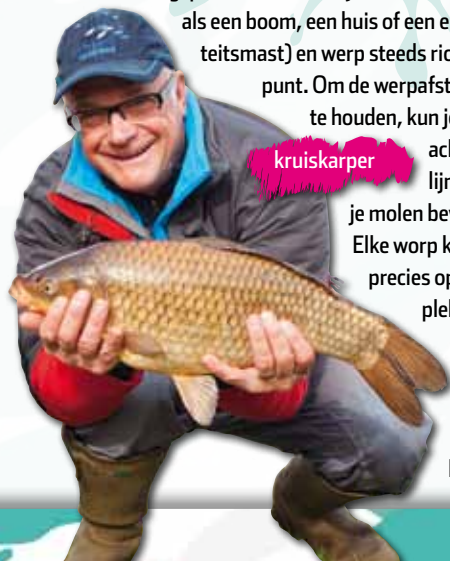 als een boom, een huis of een e
teitsmast) en werp steeds ric
punt. Om de werpafst
te houden, kun je
kruiskarper
lijn
je molen bev
Elke worp k
precies op
plek